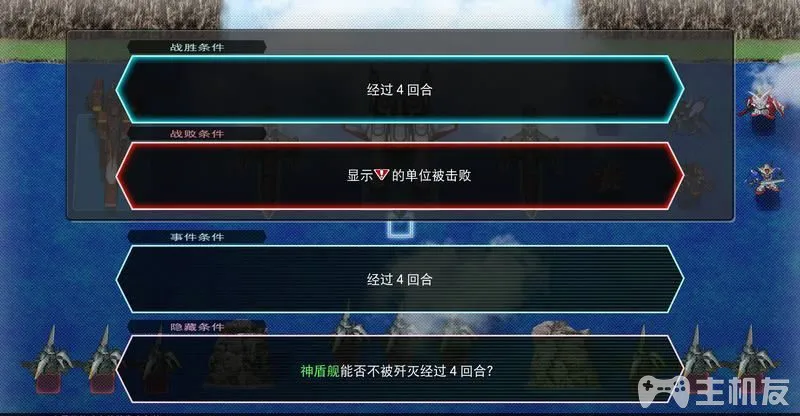 战胜条件
经过4回合
战败条件
显示!的单位被击败
事件条件
经过4回合
隐藏条件
神盾舰能否不被歼灭经过4回合?
主机友